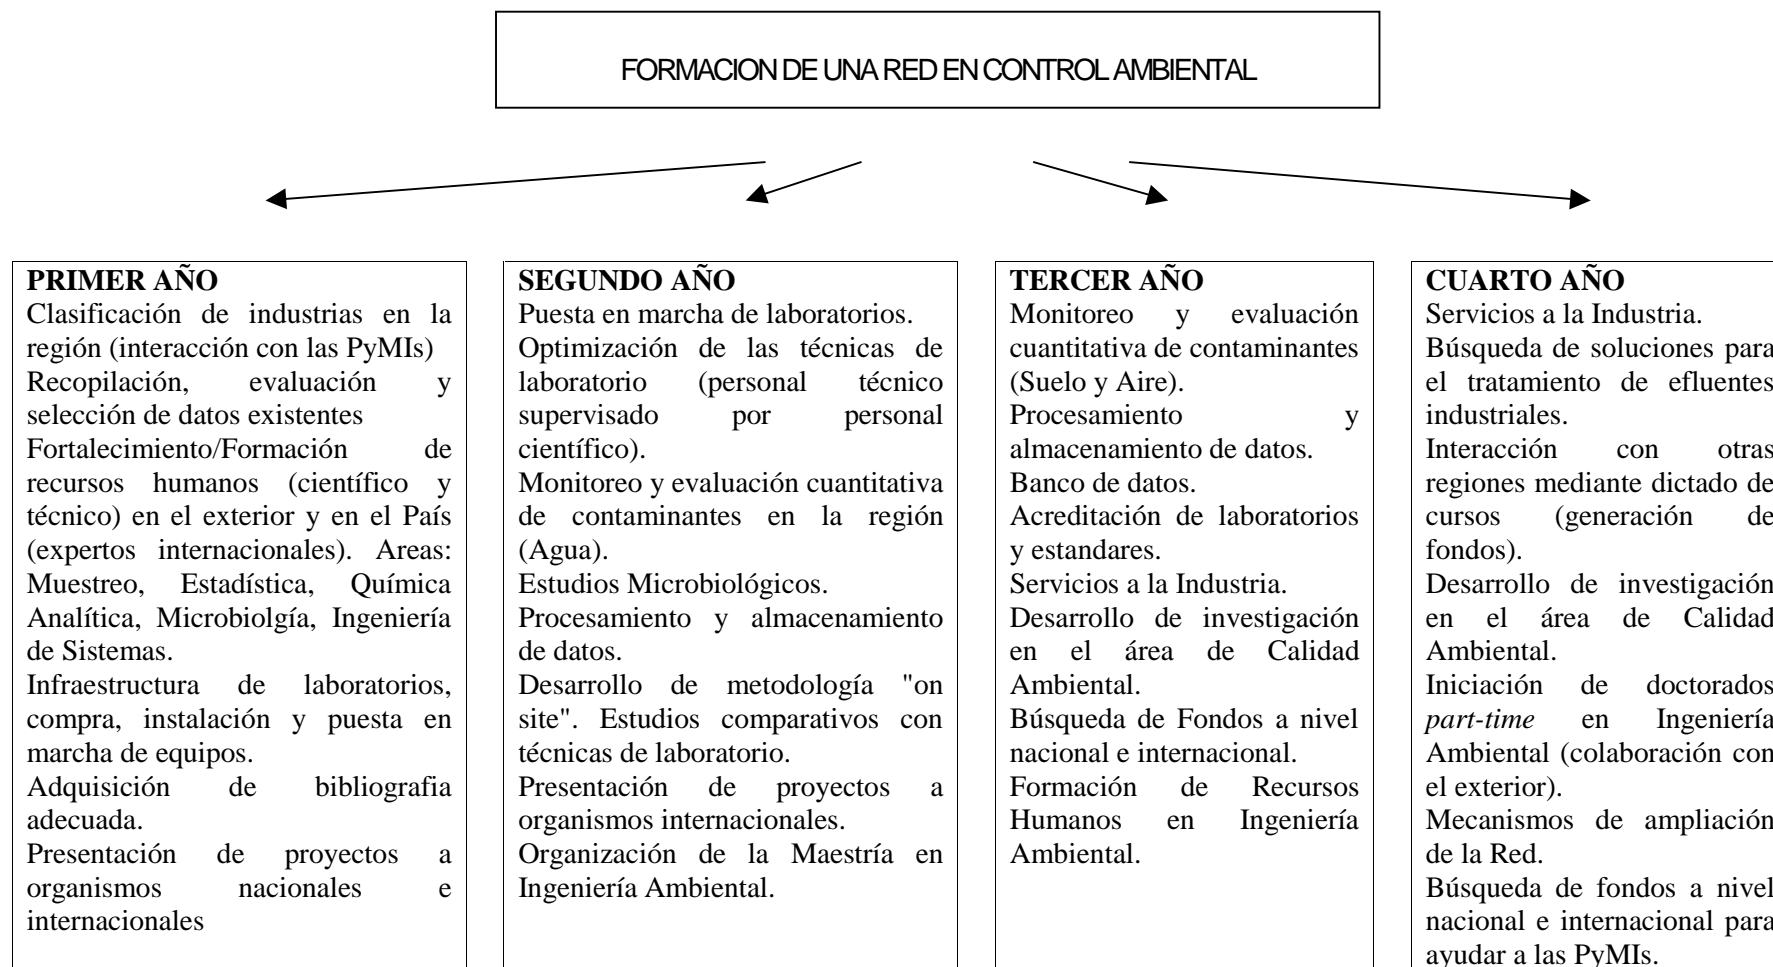 FORMACION DE UNA RED EN CONTROL AMBIENTAL
PRIMER AÑO
Clasificación de industrias en la
región (interacción con las PyMIs)
Recopilación, evaluación y
selección de datos existentes
Fortalecimiento/Formación de
recursos humanos (científico y
técnico) en el exterior y en el País
(expertos internacionales). Areas:
Muestreo, Estadística, Química
Analítica, Microbiolgía, Ingeniería
de Sistemas.
Infraestructura de laboratorios,
compra, instalación y puesta en
marcha de equipos.
Adquisición de bibliografia
adecuada.
Presentación de proyectos a
organismos nacionales e
internacionales
SEGUNDO AÑO
Puesta en marcha de laboratorios.
Optimización de las técnicas de
laboratorio (personal técnico
supervisado por personal
científico).
Monitoreo y evaluación cuantitativa
de contaminantes en la región
(Agua).
Estudios Microbiológicos.
Procesamiento y almacenamiento
de datos.
Desarrollo de metodología "on
site". Estudios comparativos con
técnicas de laboratorio.
Presentación de proyectos a
organismos internacionales.
Organización de la Maestría en
Ingeniería Ambiental.
TERCER AÑO
Monitoreo y evaluación
cuantitativa de contaminantes
(Suelo y Aire).
Procesamiento y
almacenamiento de datos.
Banco de datos.
Acreditación de laboratorios
y estandares.
Servicios a la Industria.
Desarrollo de investigación
en el área de Calidad
Ambiental.
Búsqueda de Fondos a nivel
nacional e internacional.
Formación de Recursos
Humanos en Ingeniería
Ambiental.
CUARTO AÑO
Servicios a la Industria.
Búsqueda de soluciones para
el tratamiento de efluentes
industriales.
Interacción con otras
regiones mediante dictado de
cursos (generación de
fondos).
Desarrollo de investigación
en el área de Calidad
Ambiental.
Iniciación de doctorados
part-time en Ingeniería
Ambiental (colaboración con
el exterior).
Mecanismos de ampliación
de la Red.
Búsqueda de fondos a nivel
nacional e internacional para
ayudar a las PyMIs.